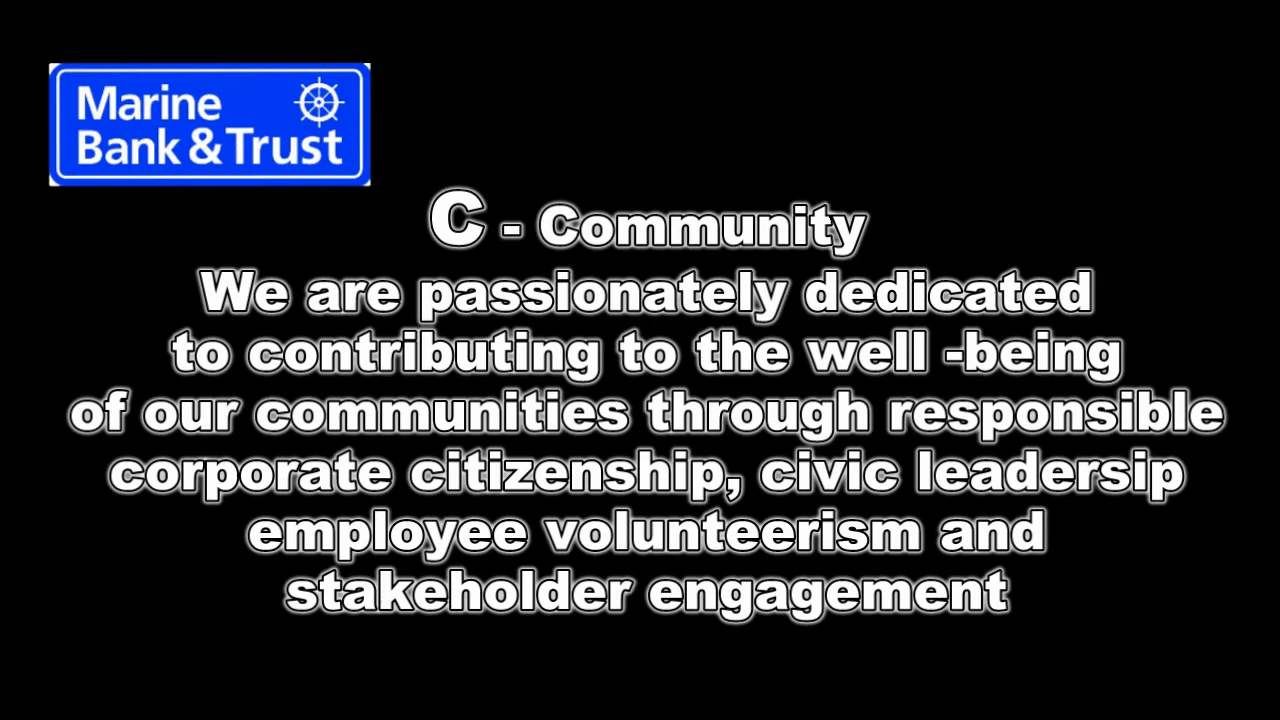 Marine
Bank & Trust
C - Community
We are passionately dedicated
to contributing to the well -being
of our communities through responsible
corporate citizenship, civic leadersip
employee volunteerism and
stakeholder engagement